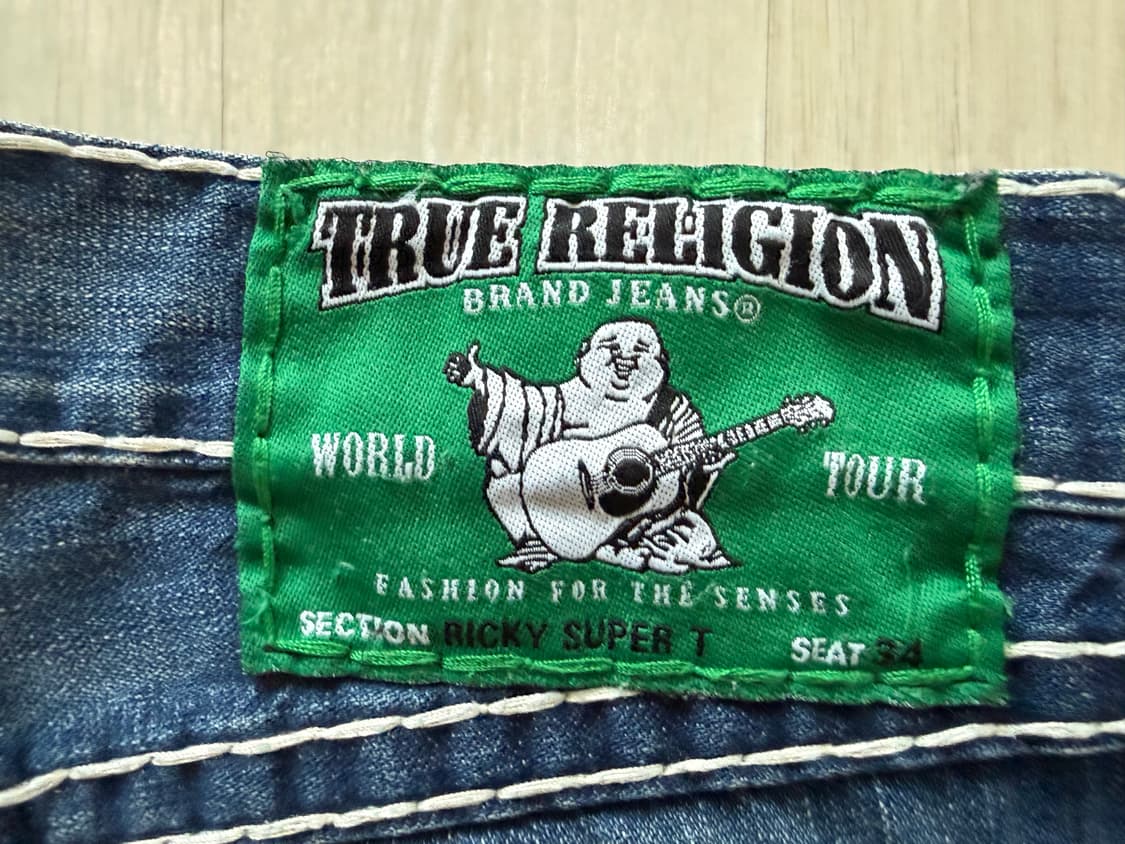 TRUE RELIGION
BRAND JEANS®
WORLD TOUR
FASHION FOR THE SENSES
SECTION RICKY SUPER T SEAT 34